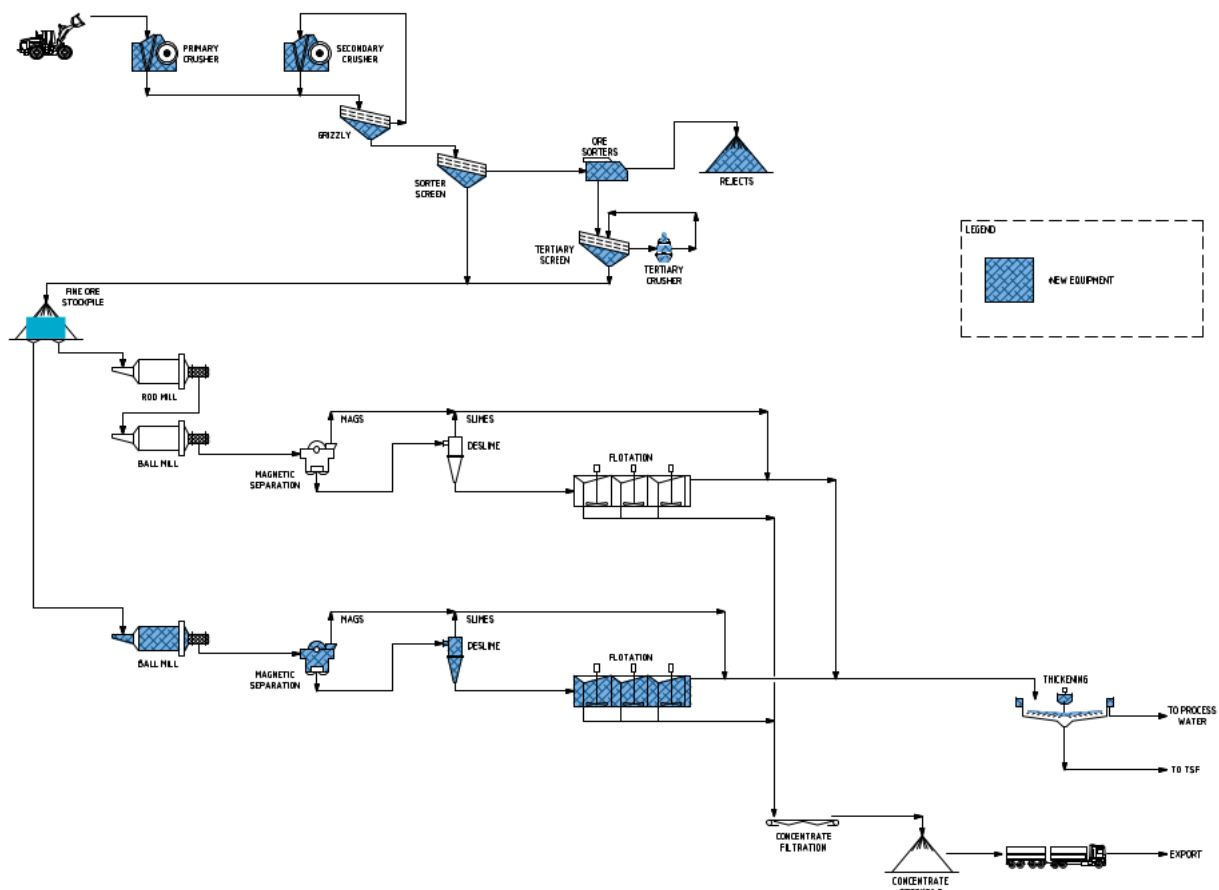 PRIMARY
CRUSHER
SECONDARY
CRUSHER
GRIZZLY
SORTER
SCREEN
ORE
SORTERS
REJECTS
TERTIARY
SCREEN
TERTIARY
CRUSHER
LEGEND
NEW EQUIPMENT
FINE ORE
STOCKPILE
ROD MILL
BALL MILL
MAGNETIC
SEPARATION
MAGS
SLIMES
DESLIME
FLOTATION
BALL MILL
MAGNETIC
SEPARATION
MAGS
SLIMES
DESLIME
FLOTATION
THICKENING
TO PROCESS
WATER
TO TSF
CONCENTRATE
FILTRATION
CONCENTRATE
EXPORT